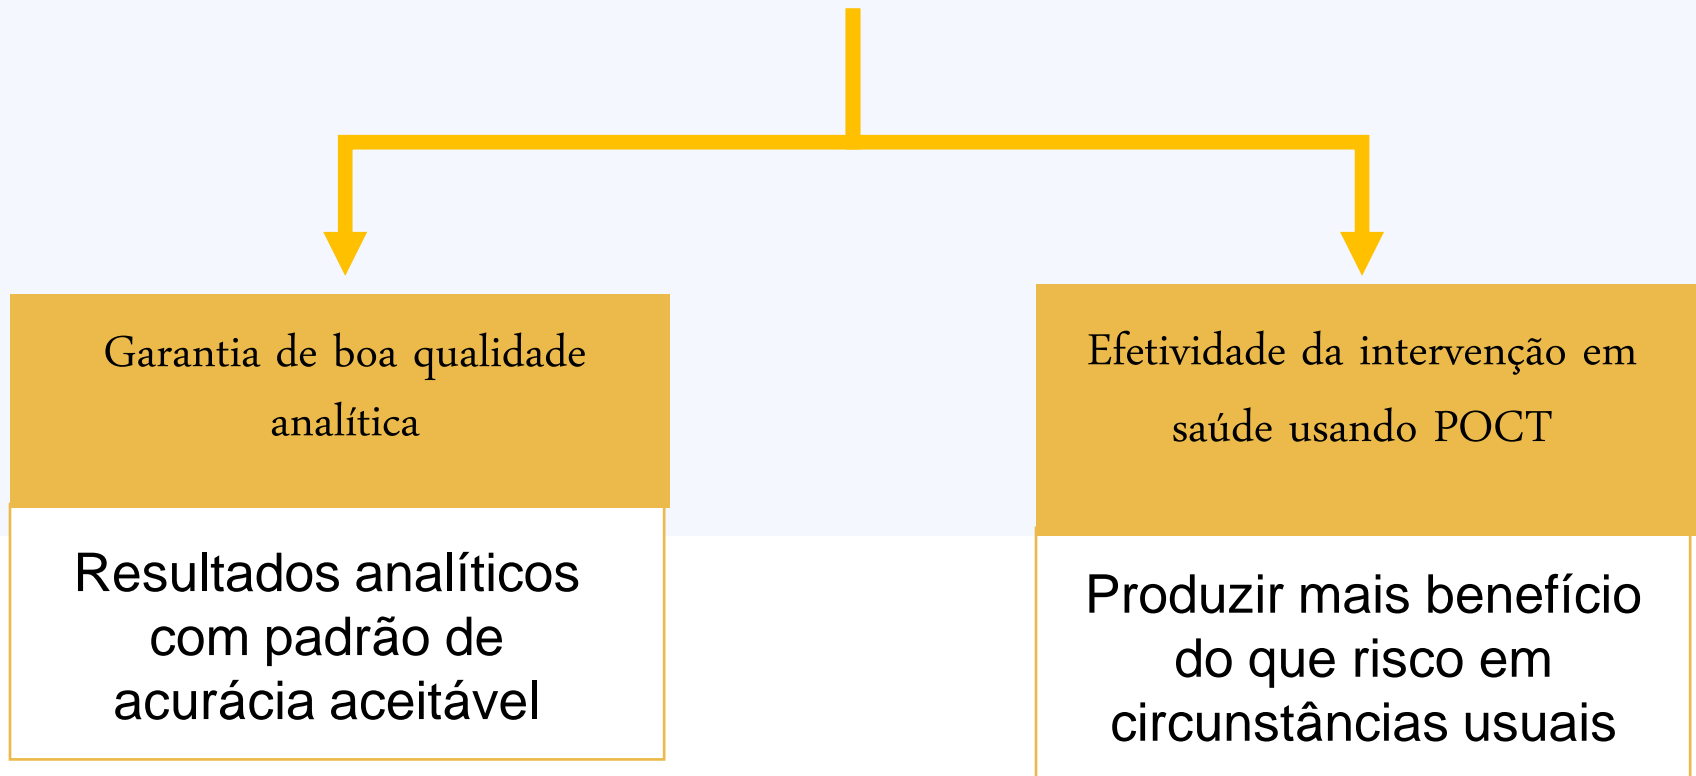 Garantia de boa qualidade
analítica
Resultados analíticos
com padrão de
acurácia aceitável
Efetividade da intervenção em
saúde usando POCT
Produzir mais benefício
do que risco em
circunstâncias usuais